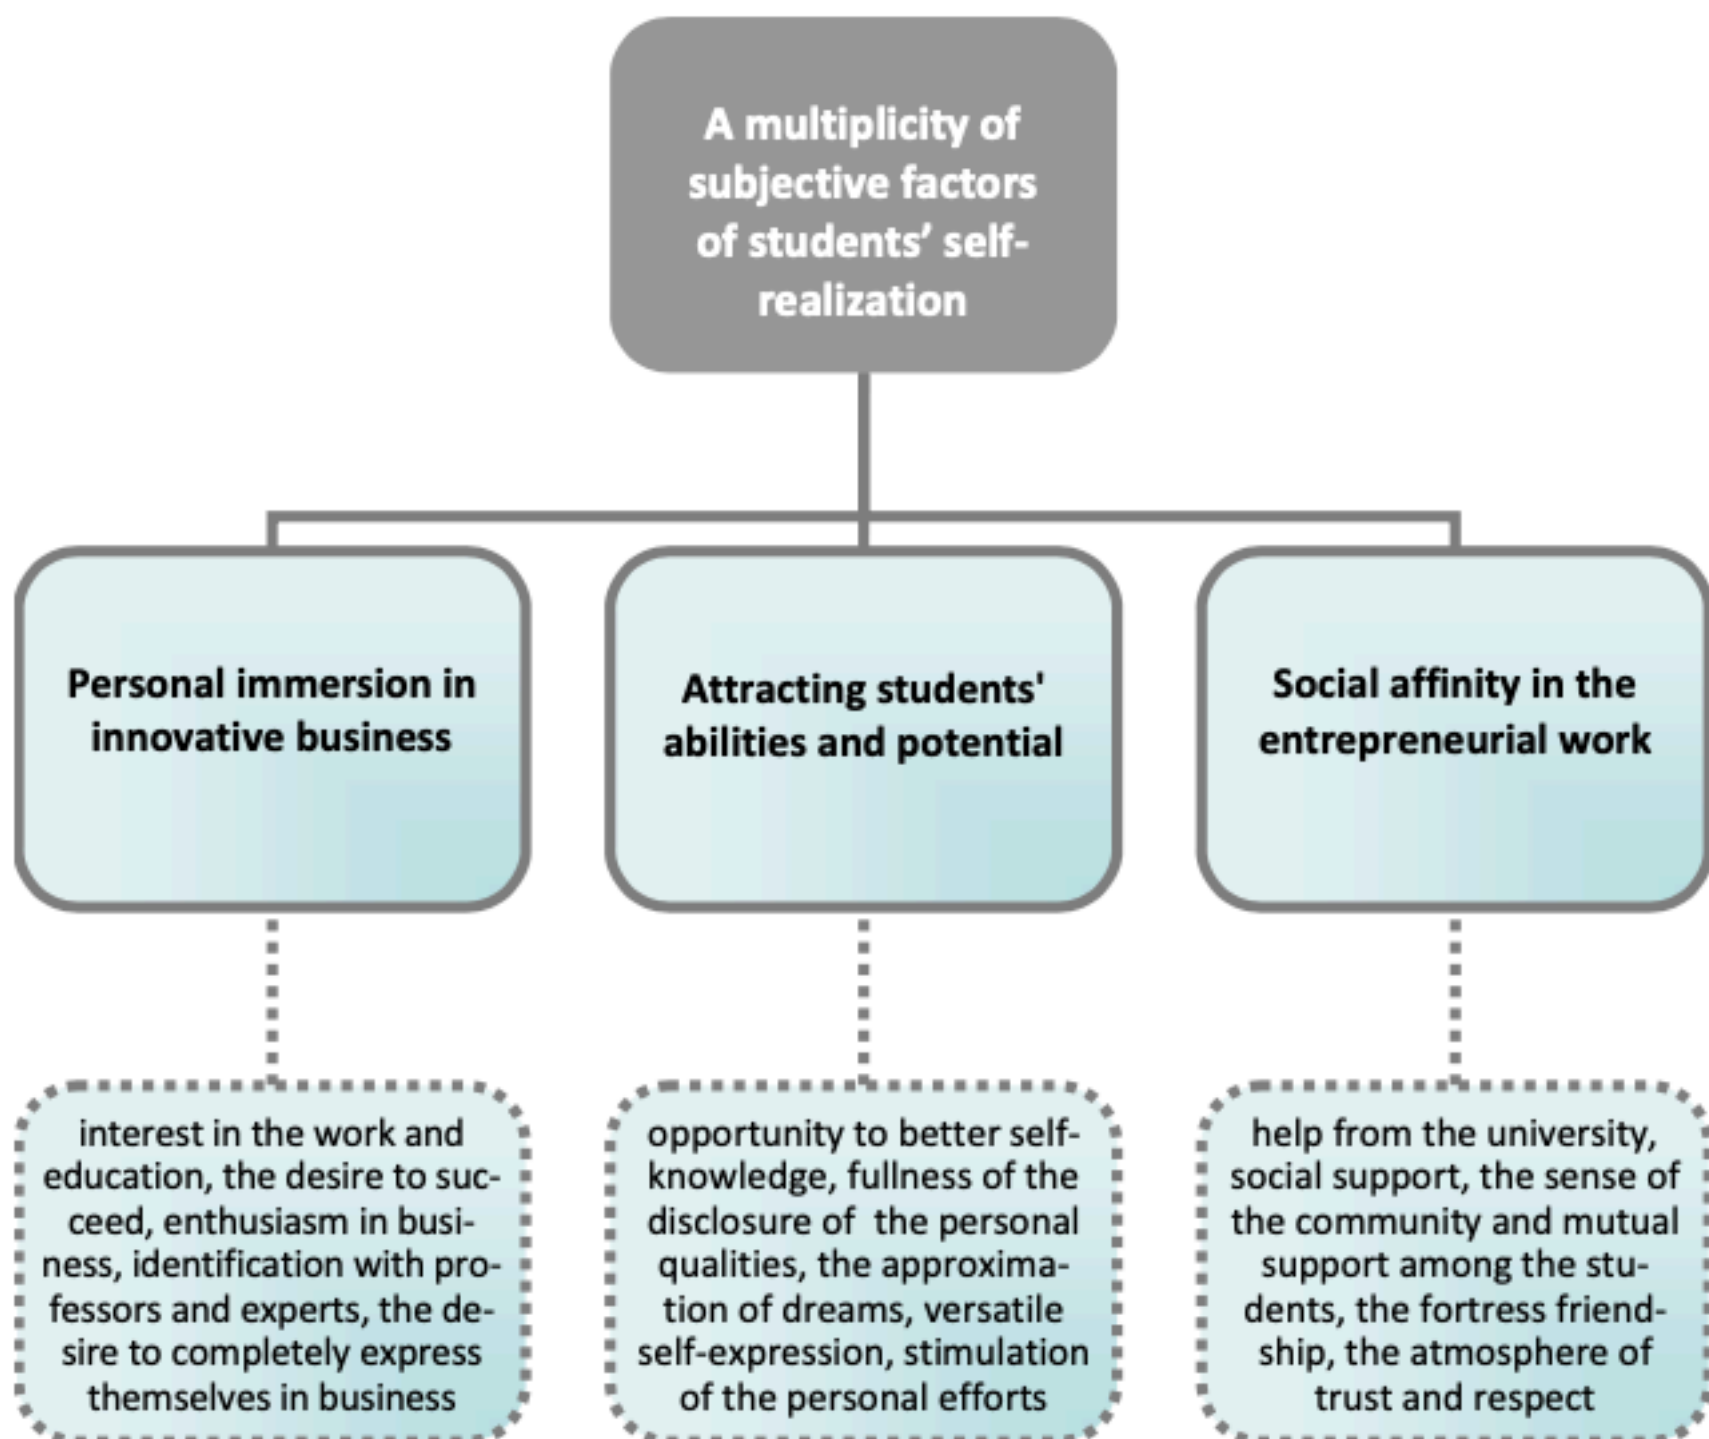 A multiplicity of
subjective factors
of students’ self-
realization
Personal immersion in
innovative business
Attracting students'
abilities and potential
Social affinity in the
entrepreneurial work
interest in the work and
education, the desire to suc-
ceed, enthusiasm in busi-
ness, identification with pro-
fessors and experts, the de-
sire to completely express
themselves in business
opportunity to better self-
knowledge, fullness of the
disclosure of  the personal
qualities, the approxima-
tion of dreams, versatile
self-expression, stimulation
of the personal efforts
help from the university,
social support, the sense of
the community and mutual
support among the stu-
dents, the fortress friend-
ship, the atmosphere of
trust and respect